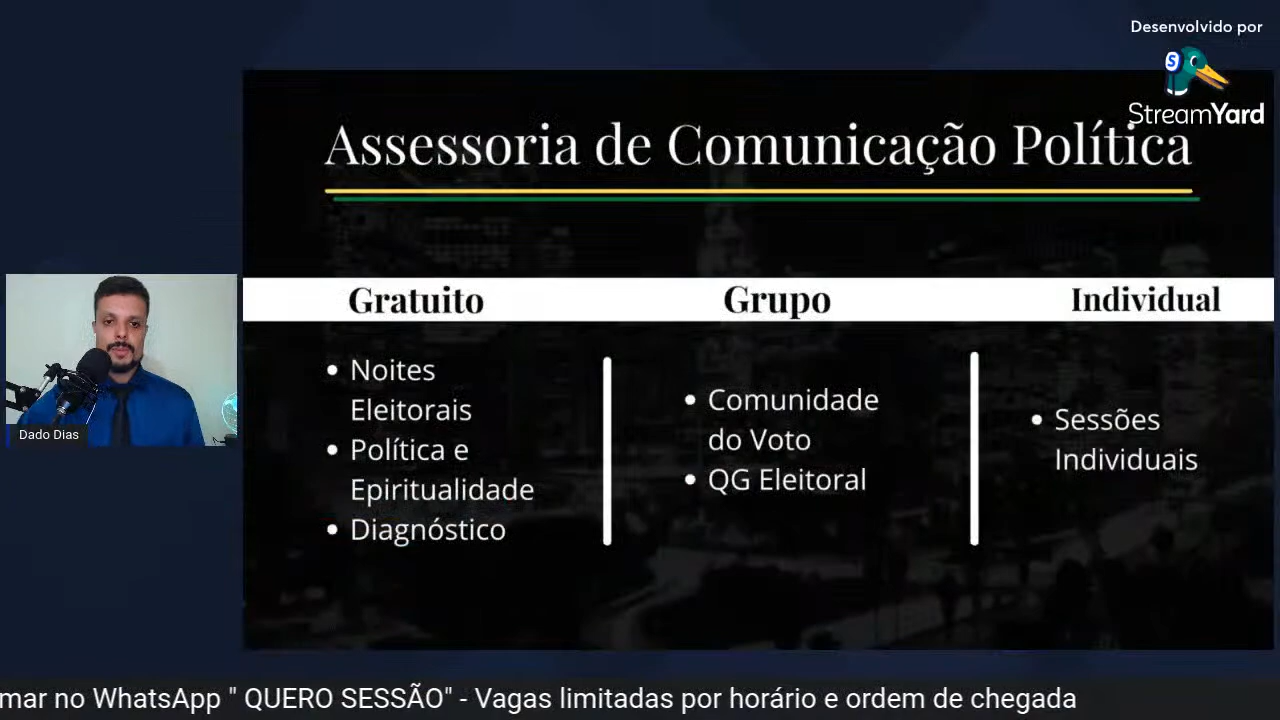 Desenvolvido por
StreamYard
Assessoria de Comunicação Política
Gratuito
Grupo
Individual
• Noites
Eleitorais
• Política e
Epiritualidade
• Diagnóstico
• Comunidade
do Voto
• QG Eleitoral
• Sessões
Individuais
Dado Dias
mar no WhatsApp " QUERO SESSÃO" - Vagas limitadas por horário e ordem de chegada